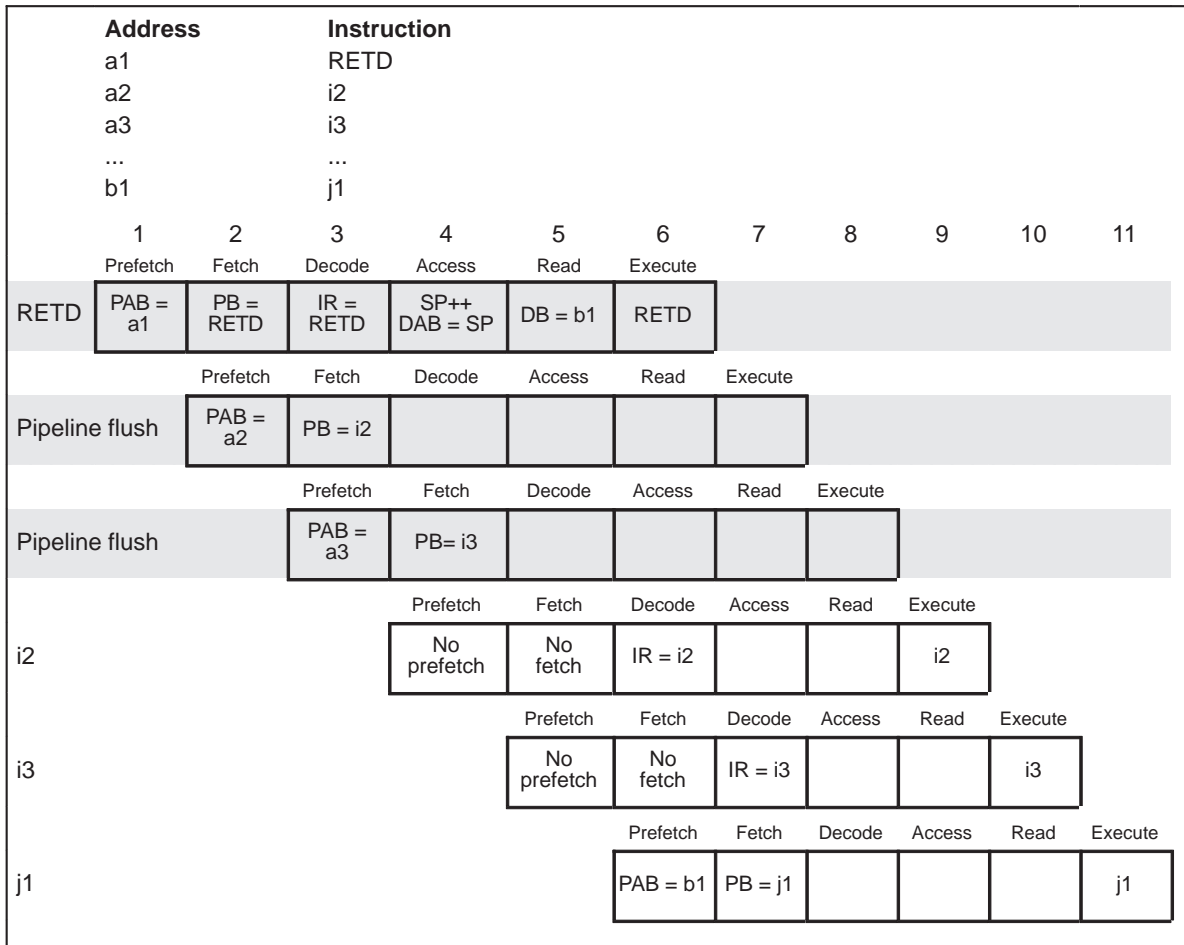 Address Instruction
a1 RETD
a2 i2
a3 i3
... ...
b1 j1
1 2 3 4 5 6 7 8 9 10 11
Prefetch Fetch Decode Access Read Execute
RETD PAB = a1 PB = RETD IR = RETD SP++ DAB = SP DB = b1 RETD
Prefetch Fetch Decode Access Read Execute
Pipeline flush PAB = a2 PB = i2
Prefetch Fetch Decode Access Read Execute
Pipeline flush PAB = a3 PB= i3
Prefetch Fetch Decode Access Read Execute
i2 No prefetch No fetch IR = i2 i2
Prefetch Fetch Decode Access Read Execute
i3 No prefetch No fetch IR = i3 i3
Prefetch Fetch Decode Access Read Execute
j1 PAB = b1 PB = j1 j1